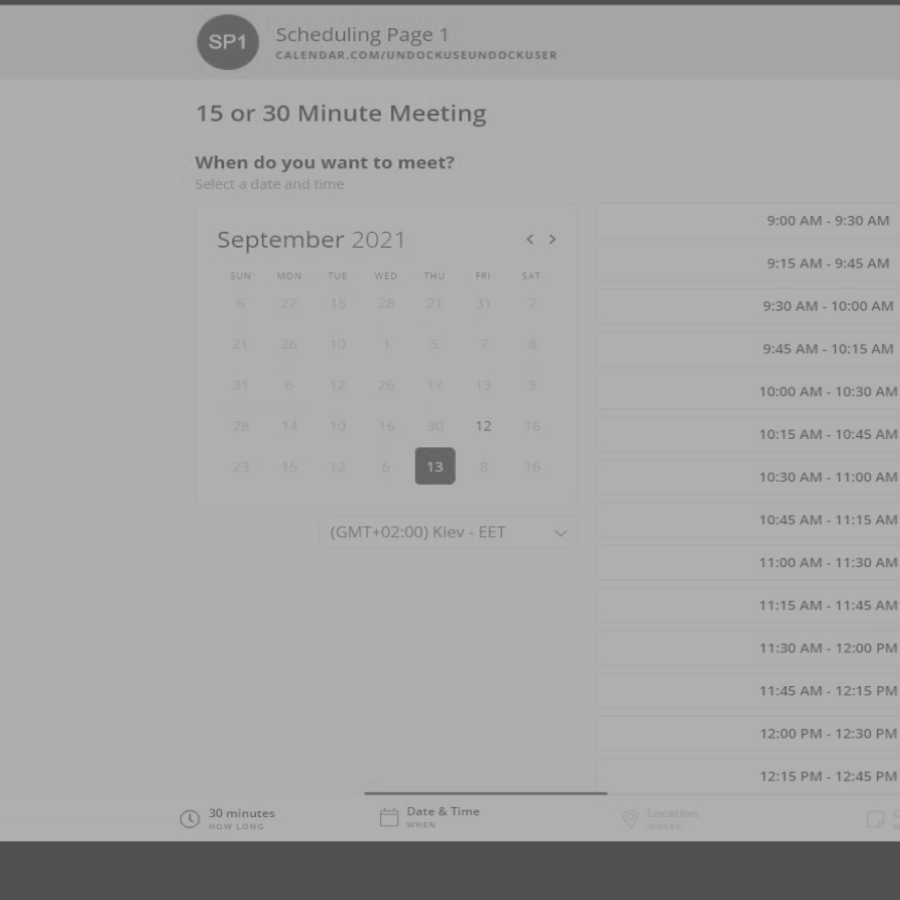 SP1
Scheduling Page 1
CALENDAR.COM/UNDOCKUSEUNDOCKUSER
15 or 30 Minute Meeting
When do you want to meet?
Select a date and time
September 2021
SUN MON TUE WED THU FRI SAT
6 27 15 28 21 31 7
21 26 10 1 5 7 8
31 6 12 26 17 13 3
28 14 10 16 30 12 16
23 15 12 6 13 8 16
(GMT+02:00) Kiev - EET
9:00 AM - 9:30 AM
9:15 AM - 9:45 AM
9:30 AM - 10:00 AM
9:45 AM - 10:15 AM
10:00 AM - 10:30 AM
10:15 AM - 10:45 AM
10:30 AM - 11:00 AM
10:45 AM - 11:15 AM
11:00 AM - 11:30 AM
11:15 AM - 11:45 AM
11:30 AM - 12:00 PM
11:45 AM - 12:15 PM
12:00 PM - 12:30 PM
12:15 PM - 12:45 PM
30 minutes
HOW LONG
Date & Time
WHEN
Location
WHERE